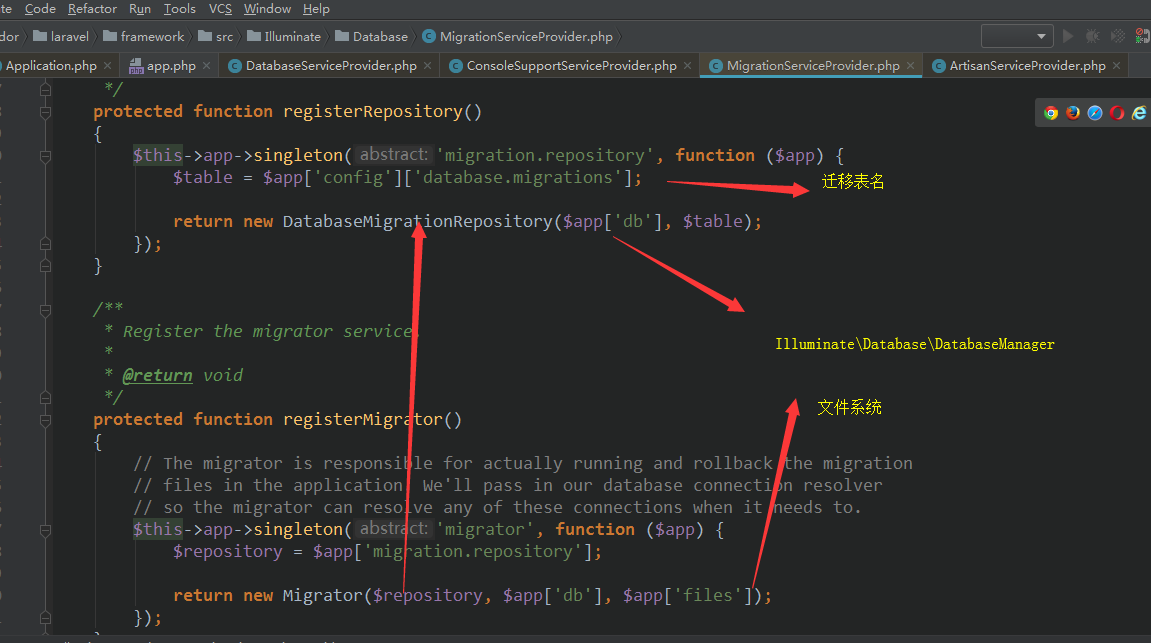 te Code Refactor Run Tools VCS Window Help
dor laravel framework src Illuminate Database MigrationServiceProvider.php
Application.php × app.php × DatabaseServiceProvider.php × ConsoleSupportServiceProvider.php × MigrationServiceProvider.php × ArtisanServiceProvider.php ×
*/
protected function registerRepository()
{
$this->app->singleton( abstract: 'migration.repository', function ($app) {
$table = $app['config']['database.migrations'];
迁移表名
return new DatabaseMigrationRepository($app['db'], $table);
});
}
/**
* Register the migrator service.
*
Illuminate\Database\DatabaseManager
* @return void
*/
文件系统
protected function registerMigrator()
{
// The migrator is responsible for actually running and rollback the migration
// files in the application. We'll pass in our database connection resolver
// so the migrator can resolve any of these connections when it needs to.
$this->app->singleton( abstract: 'migrator', function ($app) {
$repository = $app['migration.repository'];
return new Migrator($repository, $app['db'], $app['files']);
});